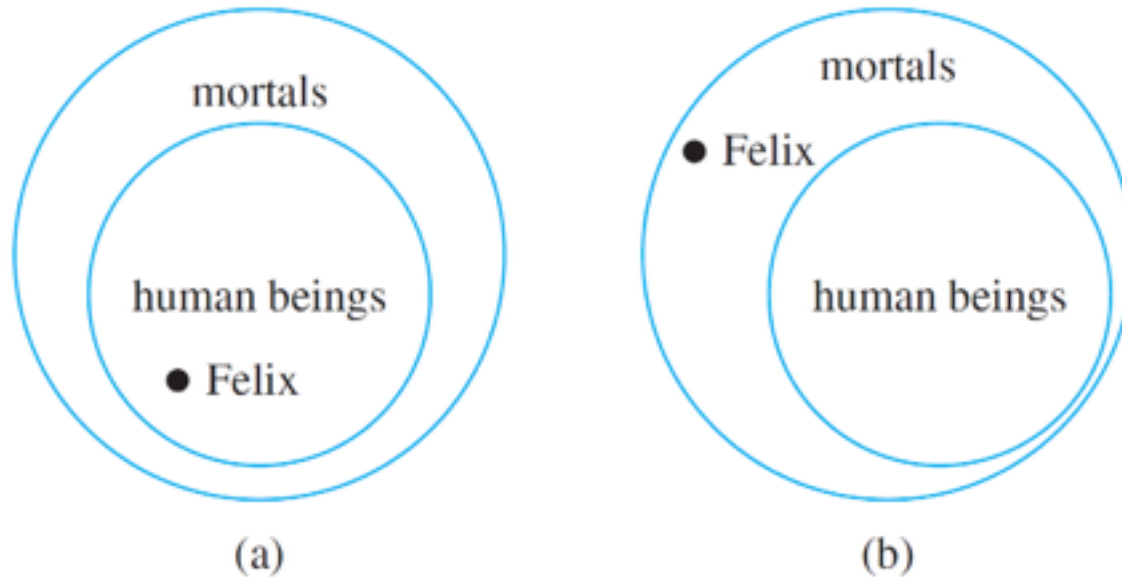 mortals
human beings
Felix
(a)
mortals
Felix
human beings
(b)